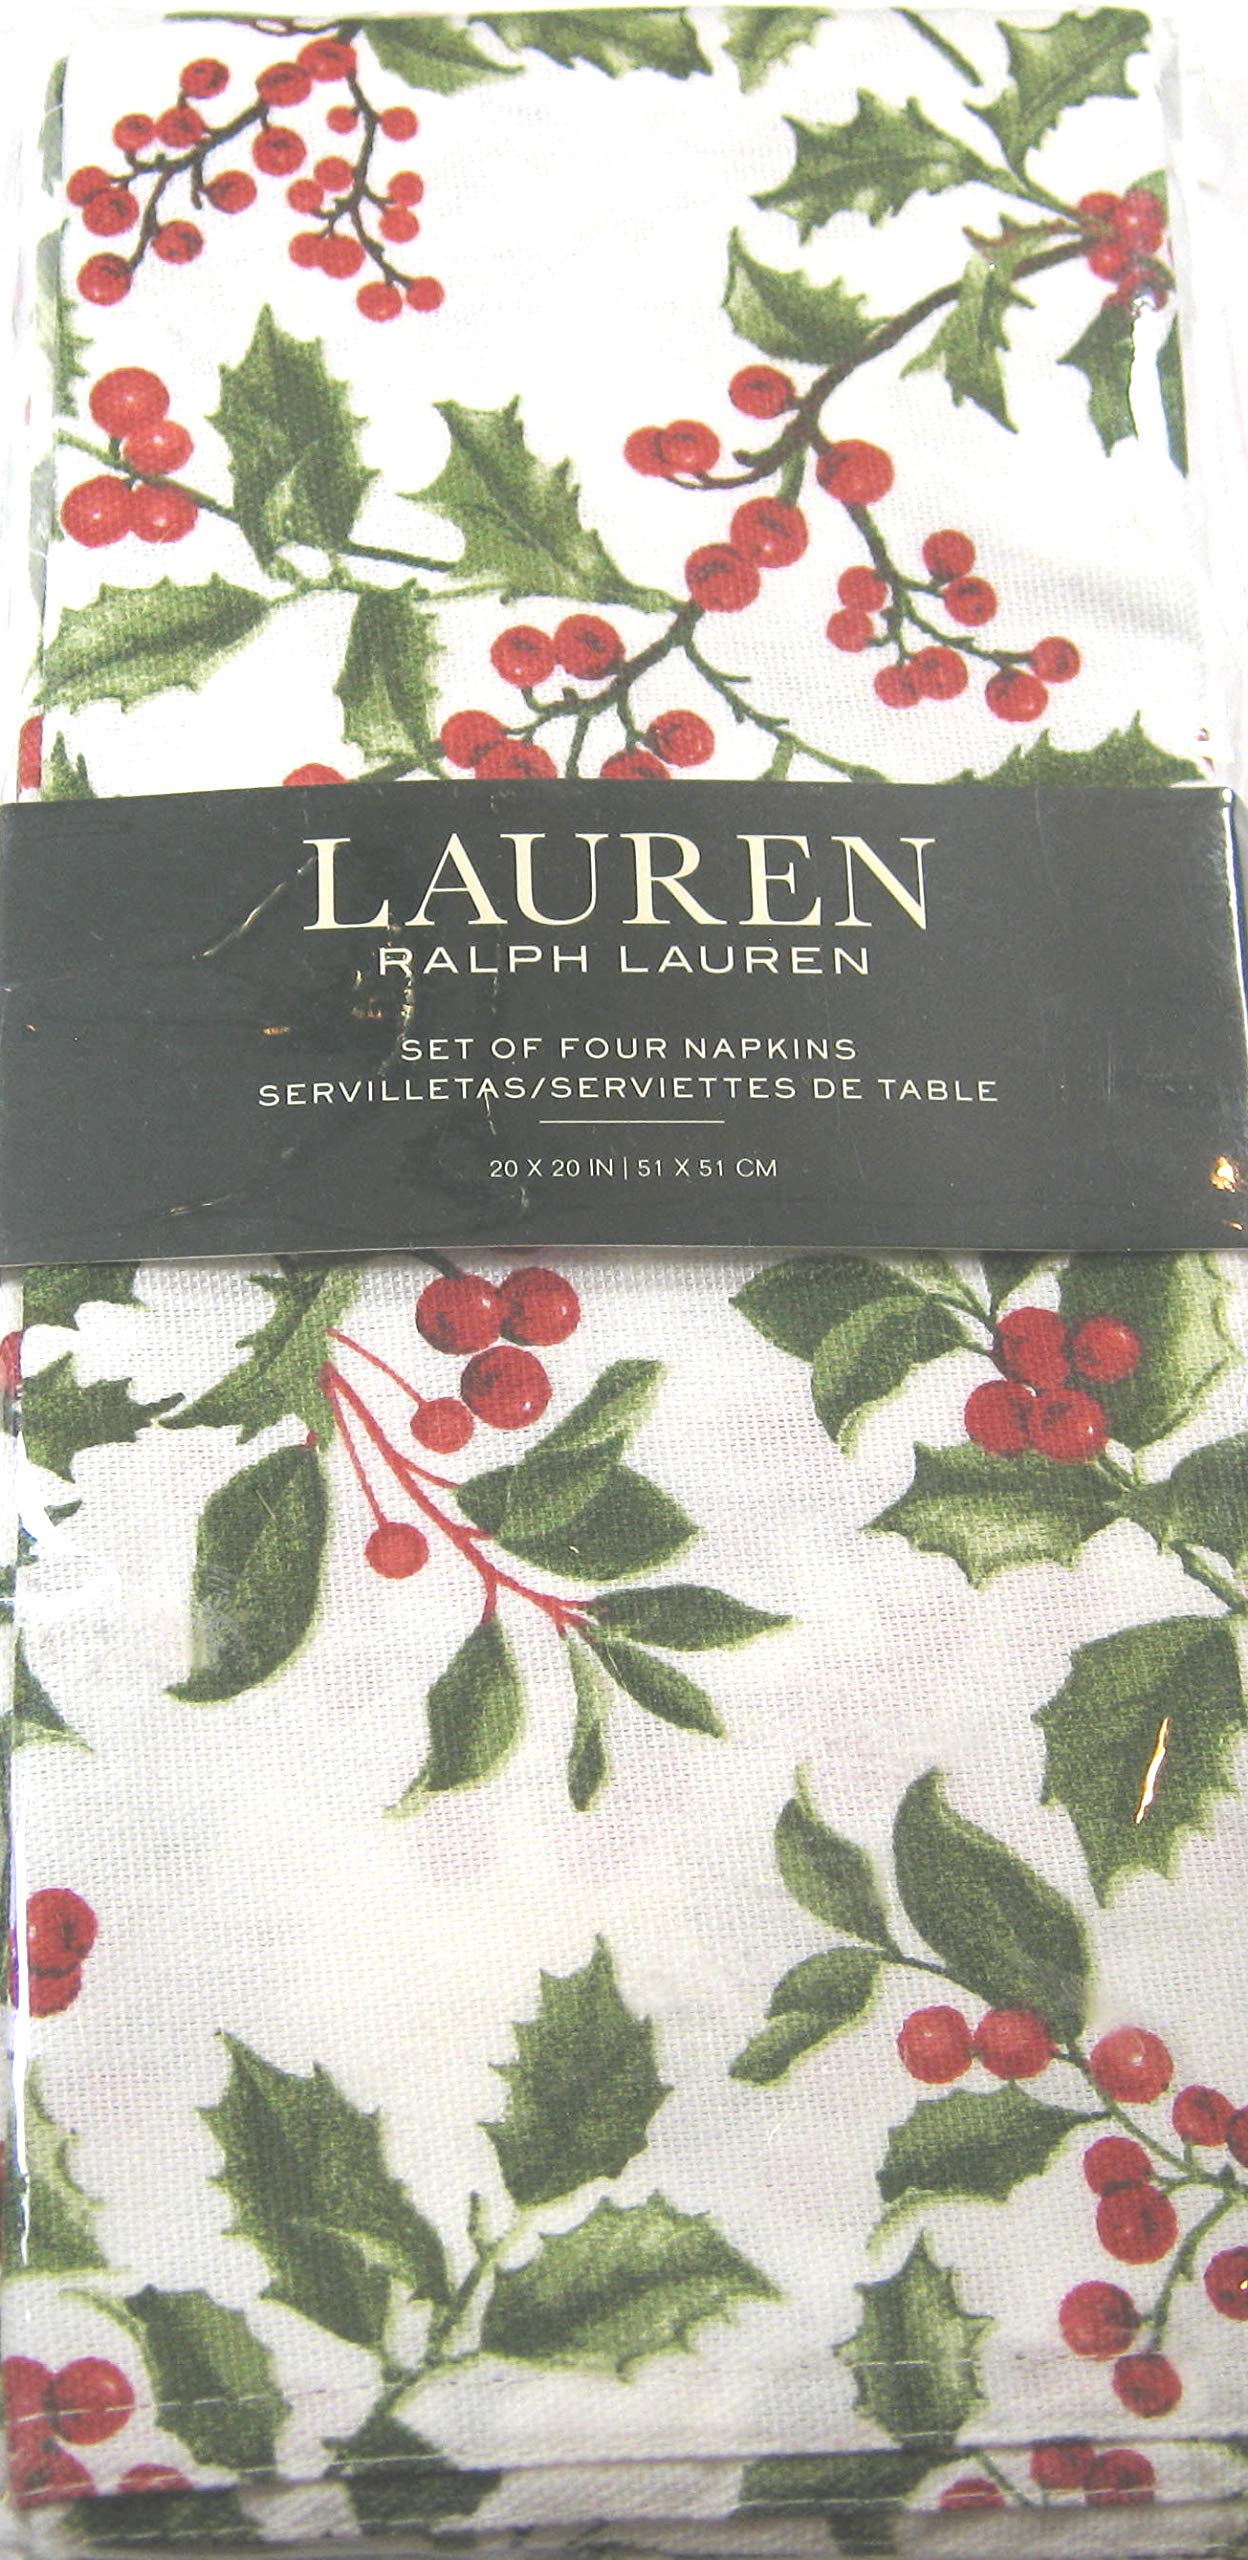 LAUREN
RALPH LAUREN
SET OF FOUR NAPKINS
SERVILLETAS/SERVIETTES DE TABLE
20 X 20 IN | 51 X 51 CM